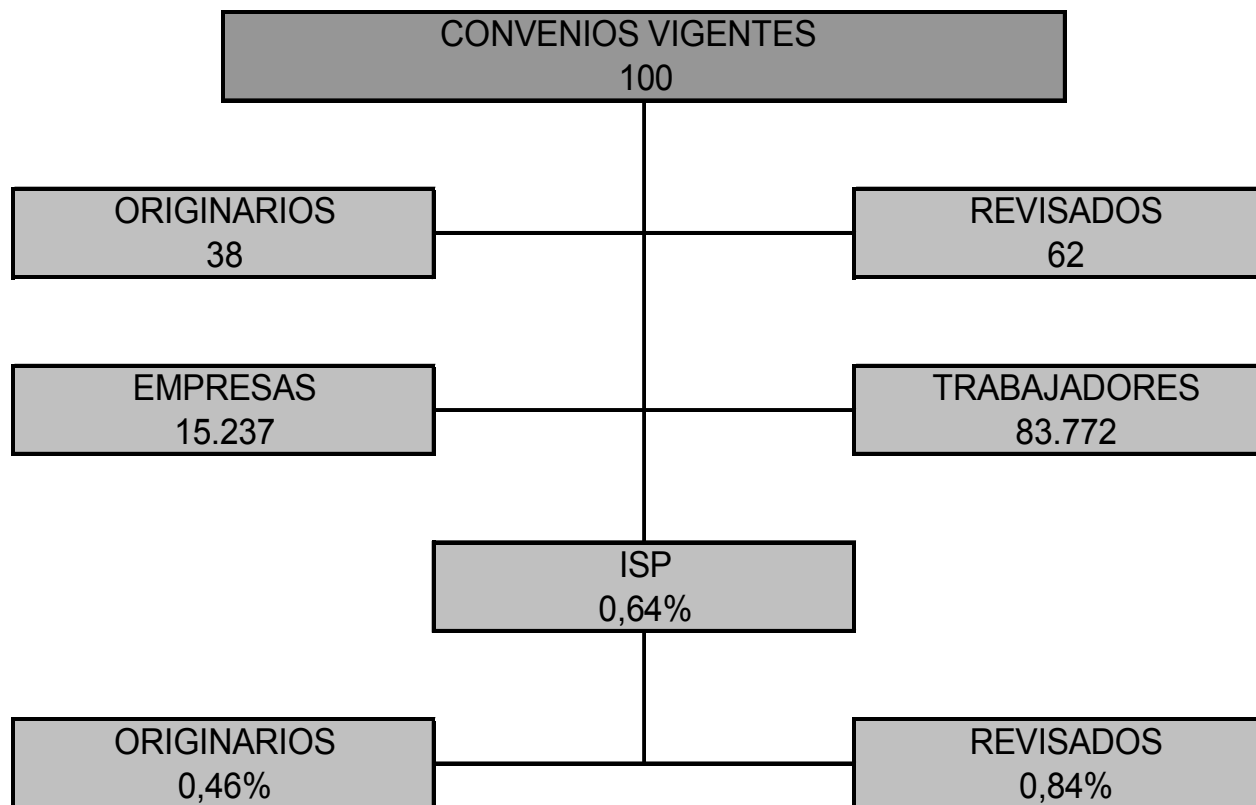 CONVENIOS VIGENTES
100
ORIGINARIOS
38
REVISADOS
62
EMPRESAS
15.237
TRABAJADORES
83.772
ISP
0,64%
ORIGINARIOS
0,46%
REVISADOS
0,84%